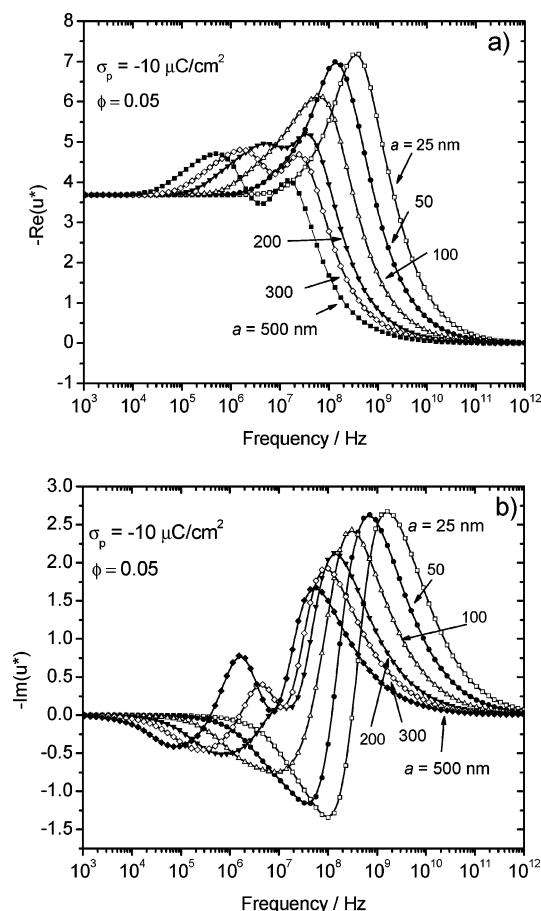 a)
σp = -10 μC/cm²
ϕ = 0.05
8
7
6
5
4
3
2
1
0
-1
-Re(u*)
a = 25 nm
50
100
200
300
a = 500 nm
10³ 10⁴ 10⁵ 10⁶ 10⁷ 10⁸ 10⁹ 10¹⁰ 10¹¹ 10¹²
Frequency / Hz
b)
σp = -10 μC/cm²
ϕ = 0.05
3.0
2.5
2.0
1.5
1.0
0.5
0.0
-0.5
-1.0
-1.5
-Im(u*)
a = 25 nm
50
100
200
300
a = 500 nm
10³ 10⁴ 10⁵ 10⁶ 10⁷ 10⁸ 10⁹ 10¹⁰ 10¹¹ 10¹²
Frequency / Hz